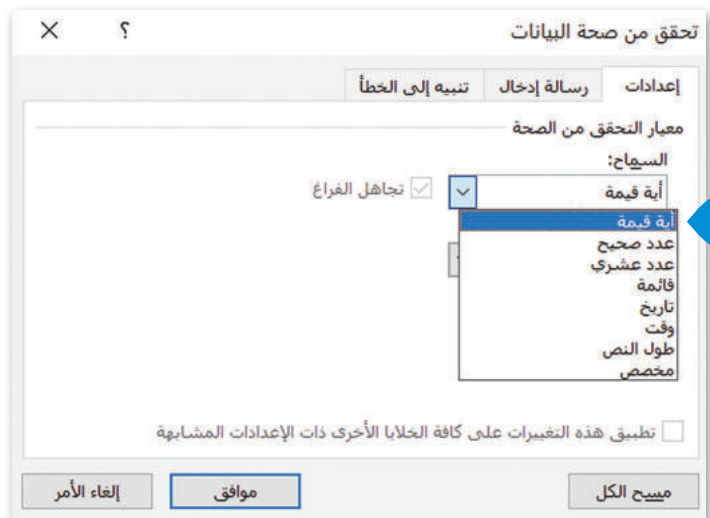 تحقق من صحة البيانات ؟
إعدادات رسالة إدخال تنبيه إلى الخطأ
معيار التحقق من الصحة
السماح:
أية قيمة تجاهل الفراغ
أية قيمة
عدد صحيح
عدد عشري
قائمة
تاريخ
وقت
طول النص
مخصص
تطبيق هذه التغييرات على كافة الخلايا الأخرى ذات الإعدادات المشابهة
مسح الكل موافق إلغاء الأمر